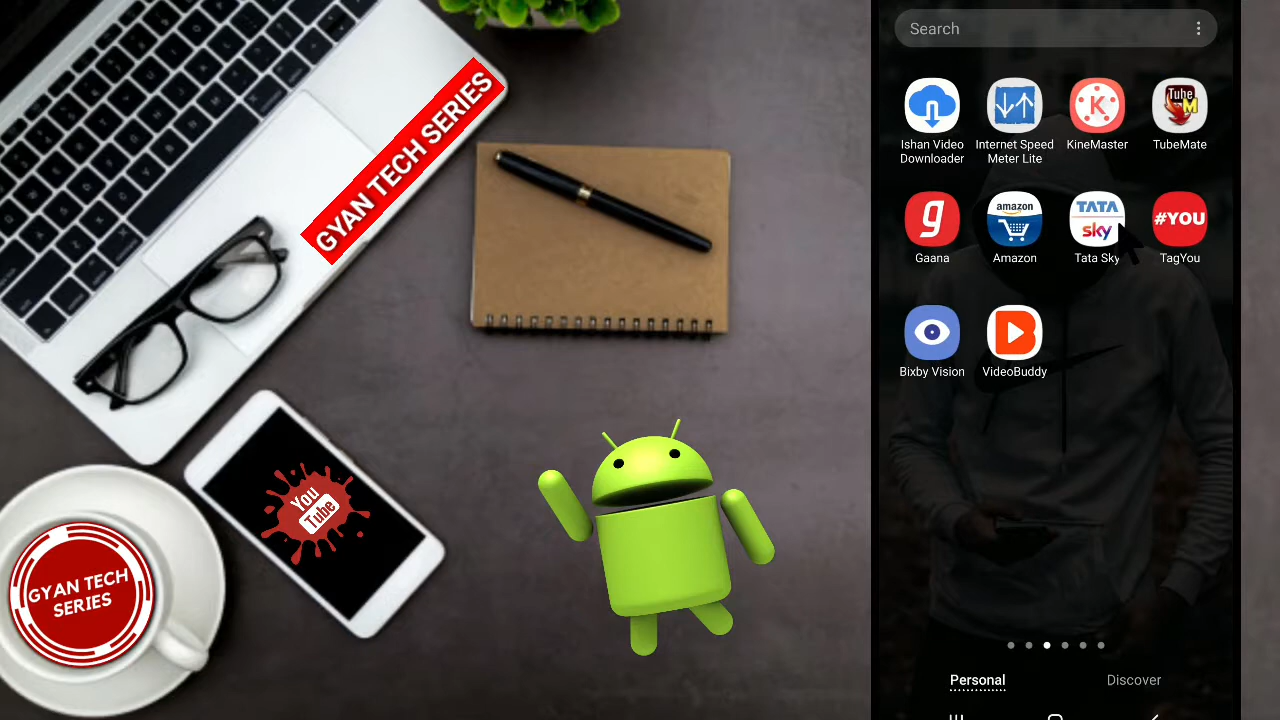 GYAN TECH SERIES
You
Tube
GYAN TECH
SERIES
Search
Ishan Video
Downloader
Internet Speed
Meter Lite
K
KineMaster
Tube
M
TubeMate
g
Gaana
amazon
Amazon
TATA
sky
Tata Sky
#YOU
TagYou
Bixby Vision
VideoBuddy
Personal
Discover